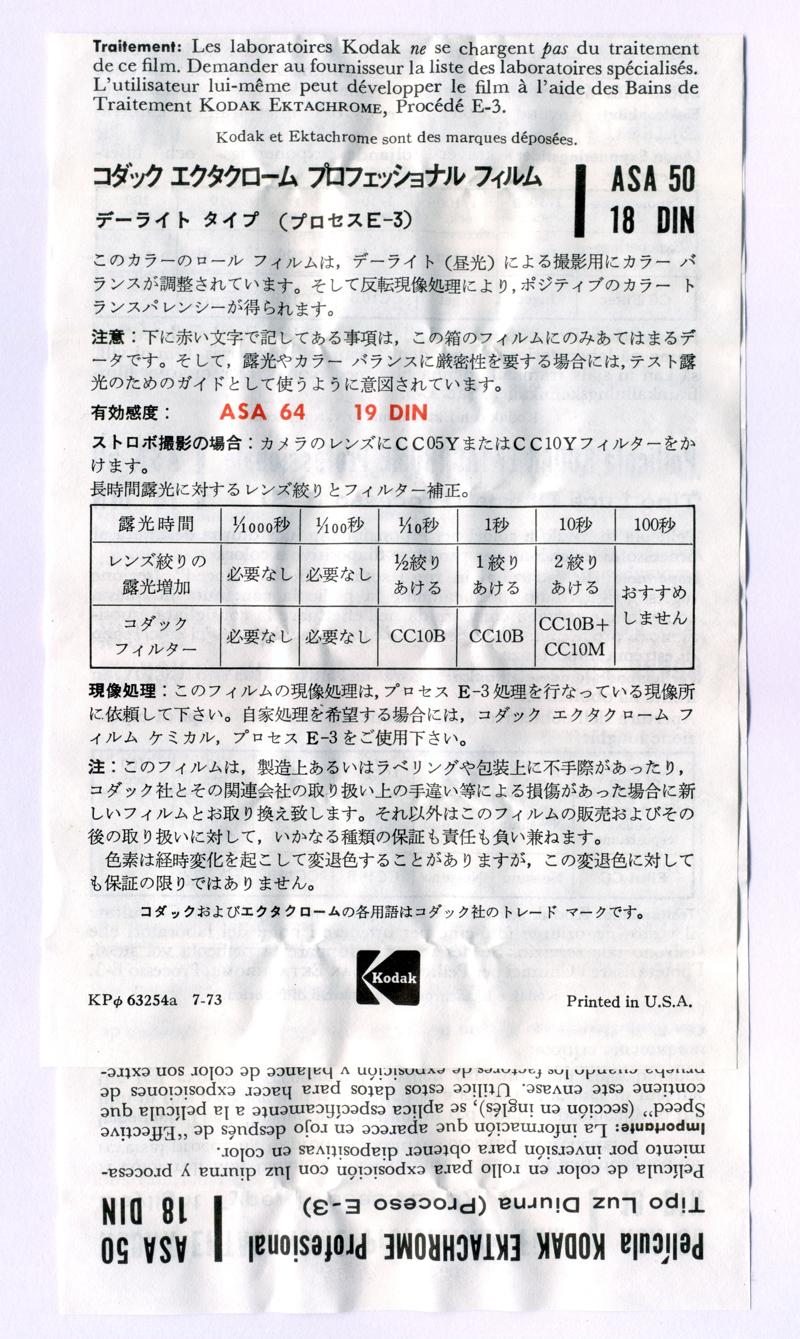 Traitement: Les laboratoires Kodak ne se chargent pas du traitement
de ce film. Demander au fournisseur la liste des laboratoires spécialisés.
L'utilisateur lui-même peut développer le film à l'aide des Bains de
Traitement KODAK EKTACHROME, Procédé E-3.
Kodak et Ektachrome sont des marques déposées.
コダック エクタクローム プロフェッショナル フィルム
デーライト タイプ (プロセスE-3)
ASA 50
18 DIN
このカラーのロール フィルムは, デーライト (昼光) による撮影用にカラー バ
ランスが調整されています。そして反転現像処理により, ポジティブのカラー ト
ランスパレンシーが得られます。
注意:下に赤い文字で記してある事項は, この箱のフィルムにのみあてはまるデ
ータです。そして, 露光やカラー バランスに厳密性を要する場合には, テスト露
光のためのガイドとして使うように意図されています。
有効感度: ASA 64 19 DIN
ストロボ撮影の場合:カメラのレンズにCC05YまたはCC10Yフィルターをか
けます。
長時間露光に対するレンズ絞りとフィルター補正。
露光時間 1/1000秒 1/100秒 1/10秒 1秒 10秒 100秒
レンズ絞りの
露光増加 必要なし 必要なし ½絞り
あける 1絞り
あける 2絞り
あける おすすめ
しません
コダック
フィルター 必要なし 必要なし CC10B CC10B CC10B+
CC10M
現像処理:このフィルムの現像処理は, プロセス E-3処理を行なっている現像所
に依頼して下さい。自家処理を希望する場合には, コダック エクタクローム フ
ィルム ケミカル, プロセス E-3をご使用下さい。
注:このフィルムは, 製造上あるいはラベリングや包装上に不手際があったり,
コダック社とその関連会社の取り扱い上の手違い等による損傷があった場合に新
しいフィルムとお取り換え致します。それ以外はこのフィルムの販売およびその
後の取り扱いに対して, いかなる種類の保証も責任も負い兼ねます。
色素は経時変化を起こして変退色することがありますが, この変退色に対して
も保証の限りではありません。
コダックおよびエクタクロームの各用語はコダック社のトレード マークです。
Kodak
KPφ 63254a 7-73
Printed in U.S.A.
Película KODAK EKTACHROME Profesional
Tipo Luz Diurna (Proceso E-3)
ASA 50
18 DIN
Película de color en rollo para exposición con luz diurna y procesa-
miento por inversión para obtener diapositivas en color.
Importante: La información que aparece en rojo después de "Effective
Speed" (sección en inglés), se aplica específicamente a la película que
contiene este envase. Utilice estos datos para hacer exposiciones de
prueba cuando los factores de exposición y balance de color son extre-